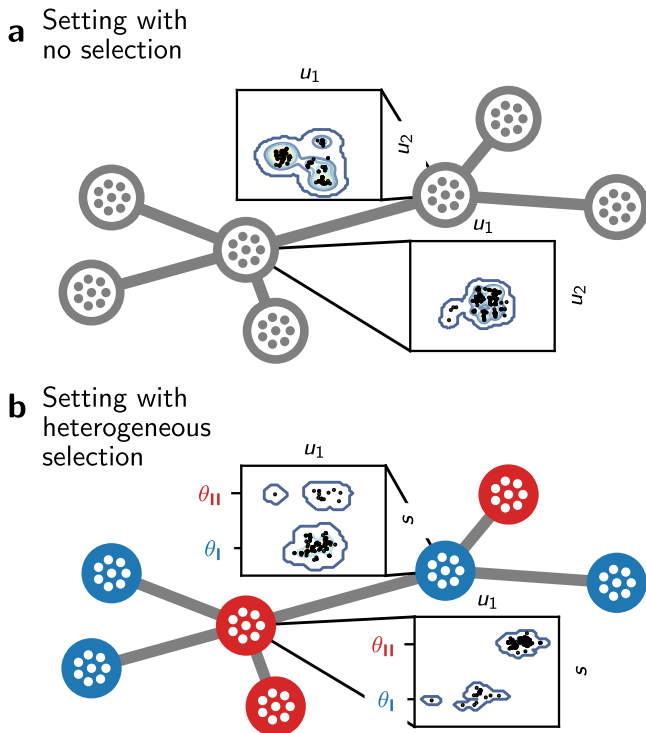 a Setting with
no selection
u1
u2
u1
u2
b Setting with
heterogeneous
selection
u1
θII
s
θI
u1
θII
s
θI